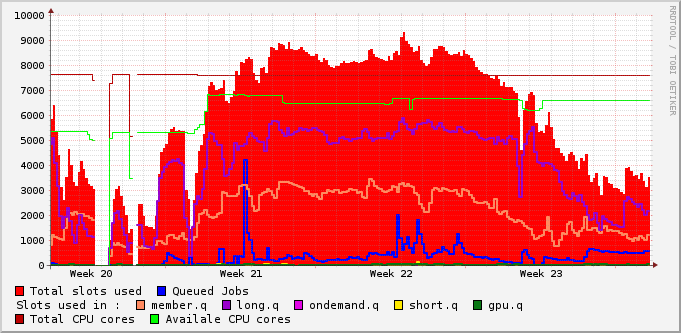 10000
9000
8000
7000
6000
5000
4000
3000
2000
1000
0
Week 20 Week 21 Week 22 Week 23
RRDTOOL / TOBI OETIKER
Total slots used Queued Jobs
Slots used in : member.q long.q ondemand.q short.q gpu.q
Total CPU cores Availale CPU cores